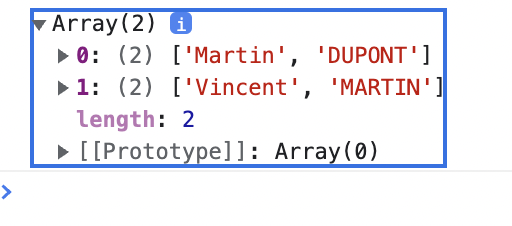 Array(2) i
0: (2) ['Martin', 'DUPONT']
1: (2) ['Vincent', 'MARTIN']
length: 2
[[Prototype]]: Array(0)